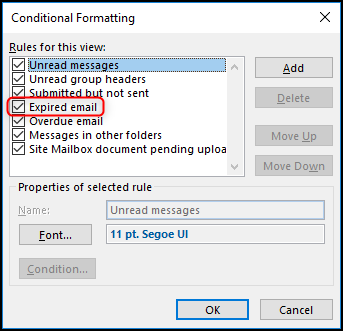 Conditional Formatting
Rules for this view:
Unread messages
Unread group headers
Submitted but not sent
Expired email
Overdue email
Messages in other folders
Site Mailbox document pending uploa
Add
Delete
Move Up
Move Down
Properties of selected rule
Name:
Unread messages
Font...
11 pt. Segoe UI
Condition...
OK
Cancel